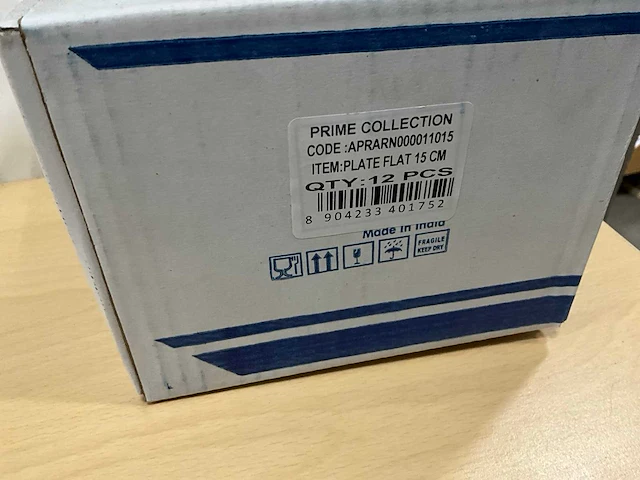 PRIME COLLECTION
CODE :APRARN000011015
ITEM:PLATE FLAT 15 CM
QTY:12 PCS
8 904233 401752
Made in India
FRAGILE
KEEP DRY